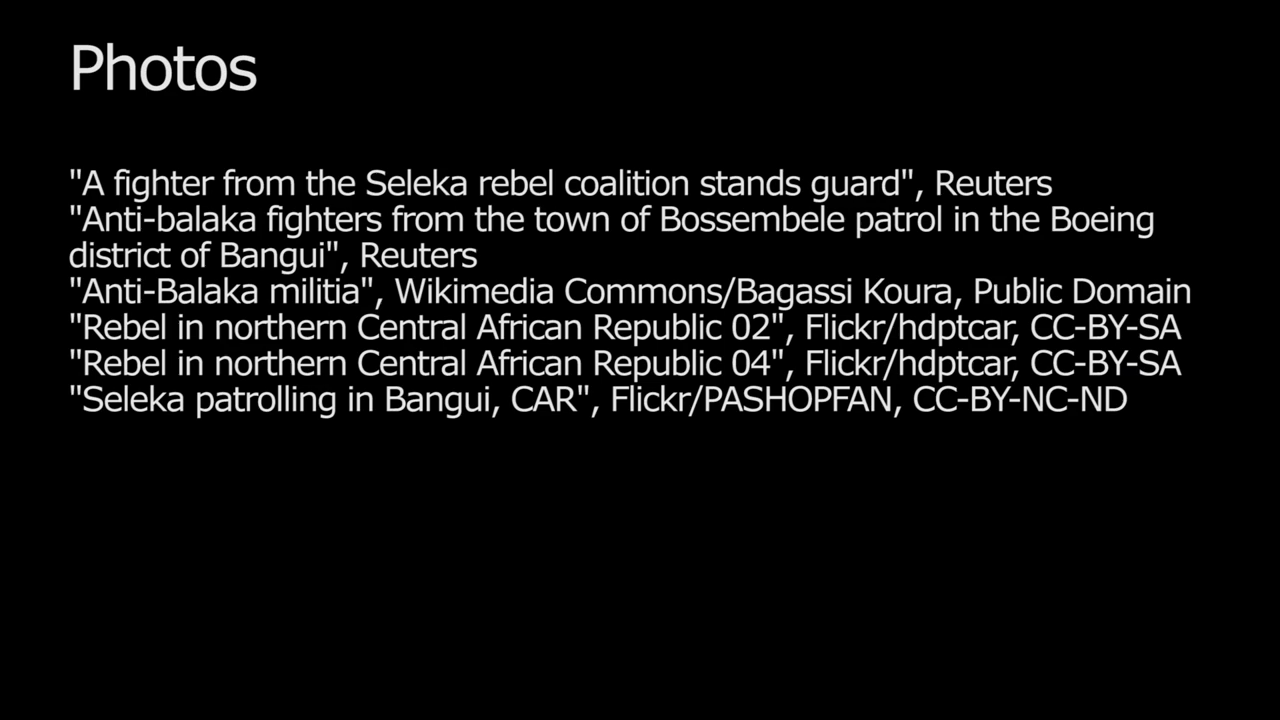 Photos
"A fighter from the Seleka rebel coalition stands guard", Reuters
"Anti-balaka fighters from the town of Bossembele patrol in the Boeing
district of Bangui", Reuters
"Anti-Balaka militia", Wikimedia Commons/Bagassi Koura, Public Domain
"Rebel in northern Central African Republic 02", Flickr/hdptcar, CC-BY-SA
"Rebel in northern Central African Republic 04", Flickr/hdptcar, CC-BY-SA
"Seleka patrolling in Bangui, CAR", Flickr/PASHOPFAN, CC-BY-NC-ND